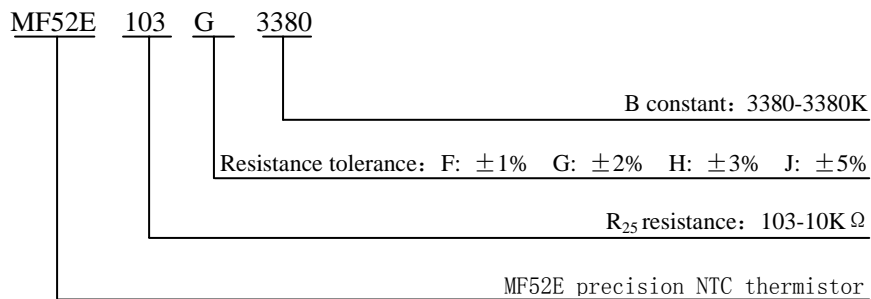 MF52E 103 G 3380
B constant：3380-3380K
Resistance tolerance：F: ±1% G: ±2% H: ±3% J: ±5%
R₂₅ resistance：103-10KΩ
MF52E precision NTC thermistor